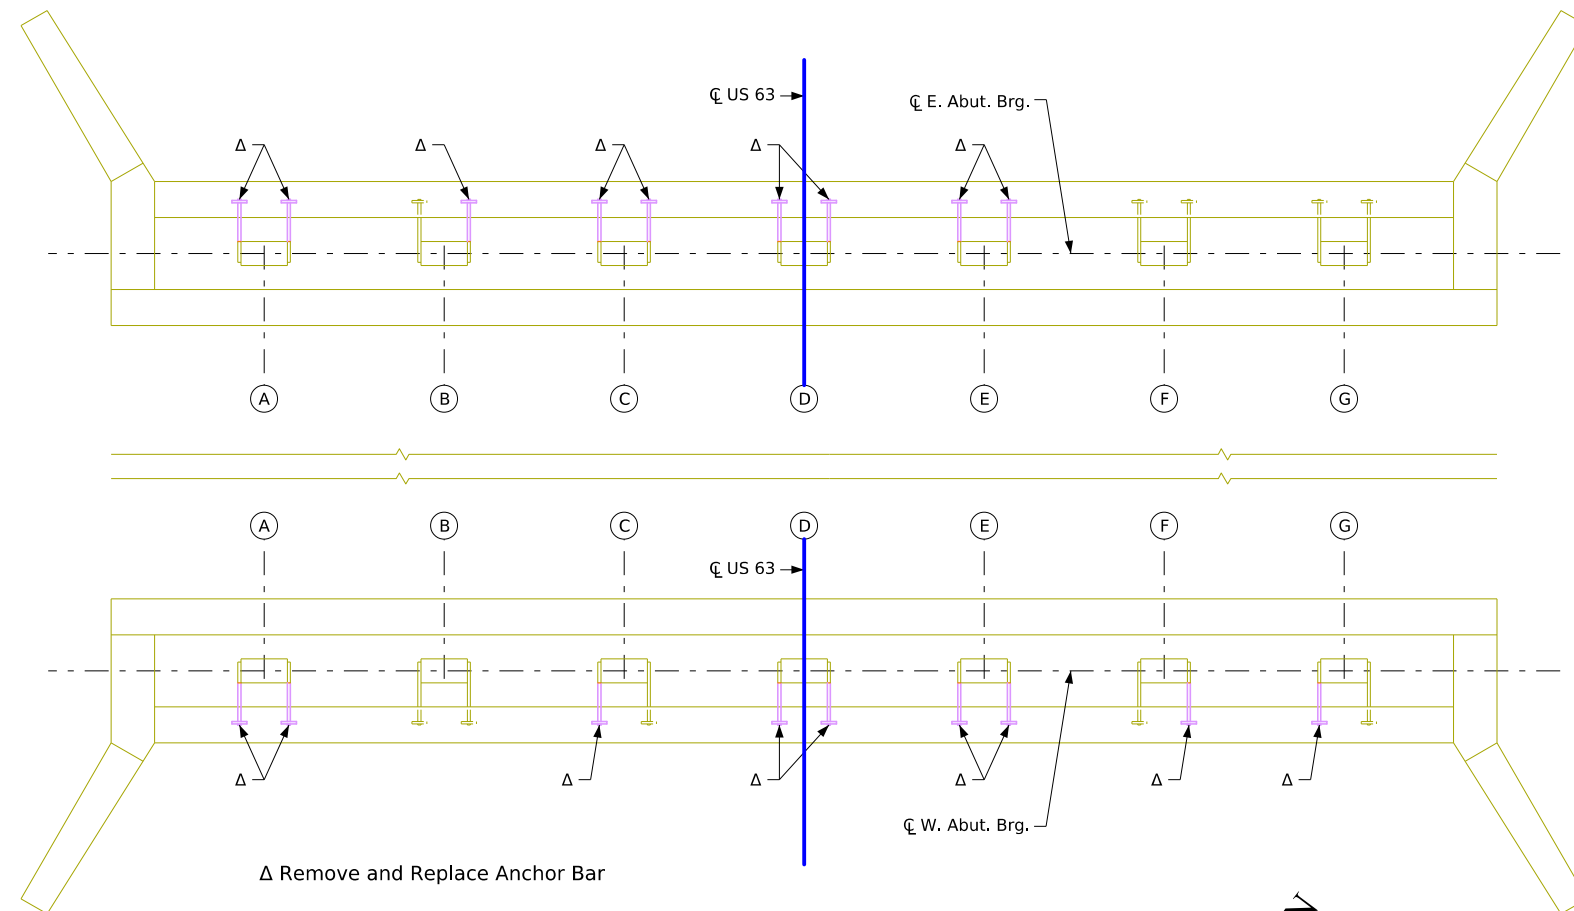 ℄ US 63
℄ E. Abut. Brg.
Δ Δ Δ Δ Δ
A B C D E F G
A B C D E F G
℄ US 63
Δ Δ Δ Δ Δ Δ
℄ W. Abut. Brg.
Δ Remove and Replace Anchor Bar